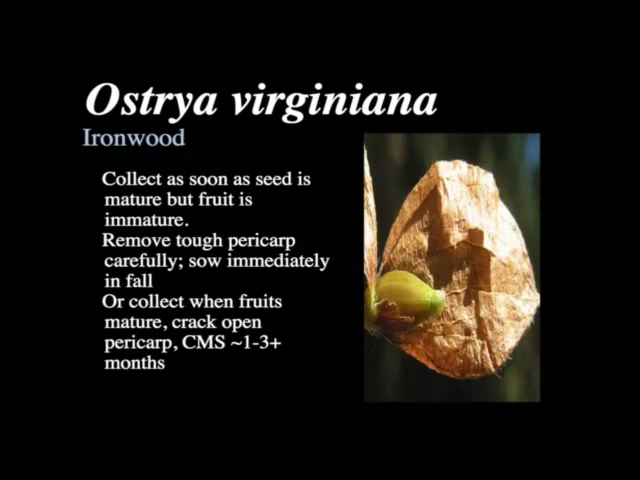 Ostrya virginiana
Ironwood
Collect as soon as seed is
mature but fruit is
immature.
Remove tough pericarp
carefully; sow immediately
in fall
Or collect when fruits
mature, crack open
pericarp, CMS ~1-3+
months